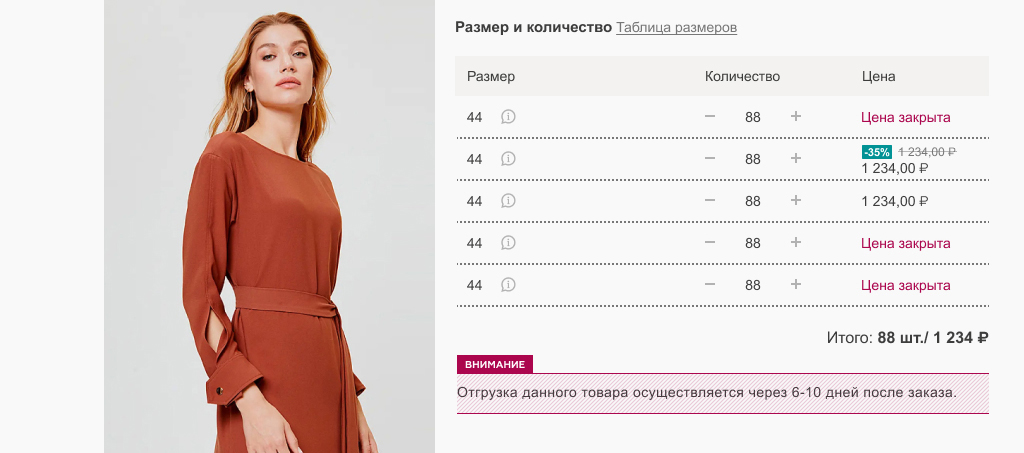 Размер и количество Таблица размеров
Размер Количество Цена
44 88 Цена закрыта
44 88 -35% 1 234,00 ₽
1 234,00 ₽
44 88 1 234,00 ₽
44 88 Цена закрыта
44 88 Цена закрыта
Итого: 88 шт./ 1 234 ₽
ВНИМАНИЕ
Отгрузка данного товара осуществляется через 6-10 дней после заказа.